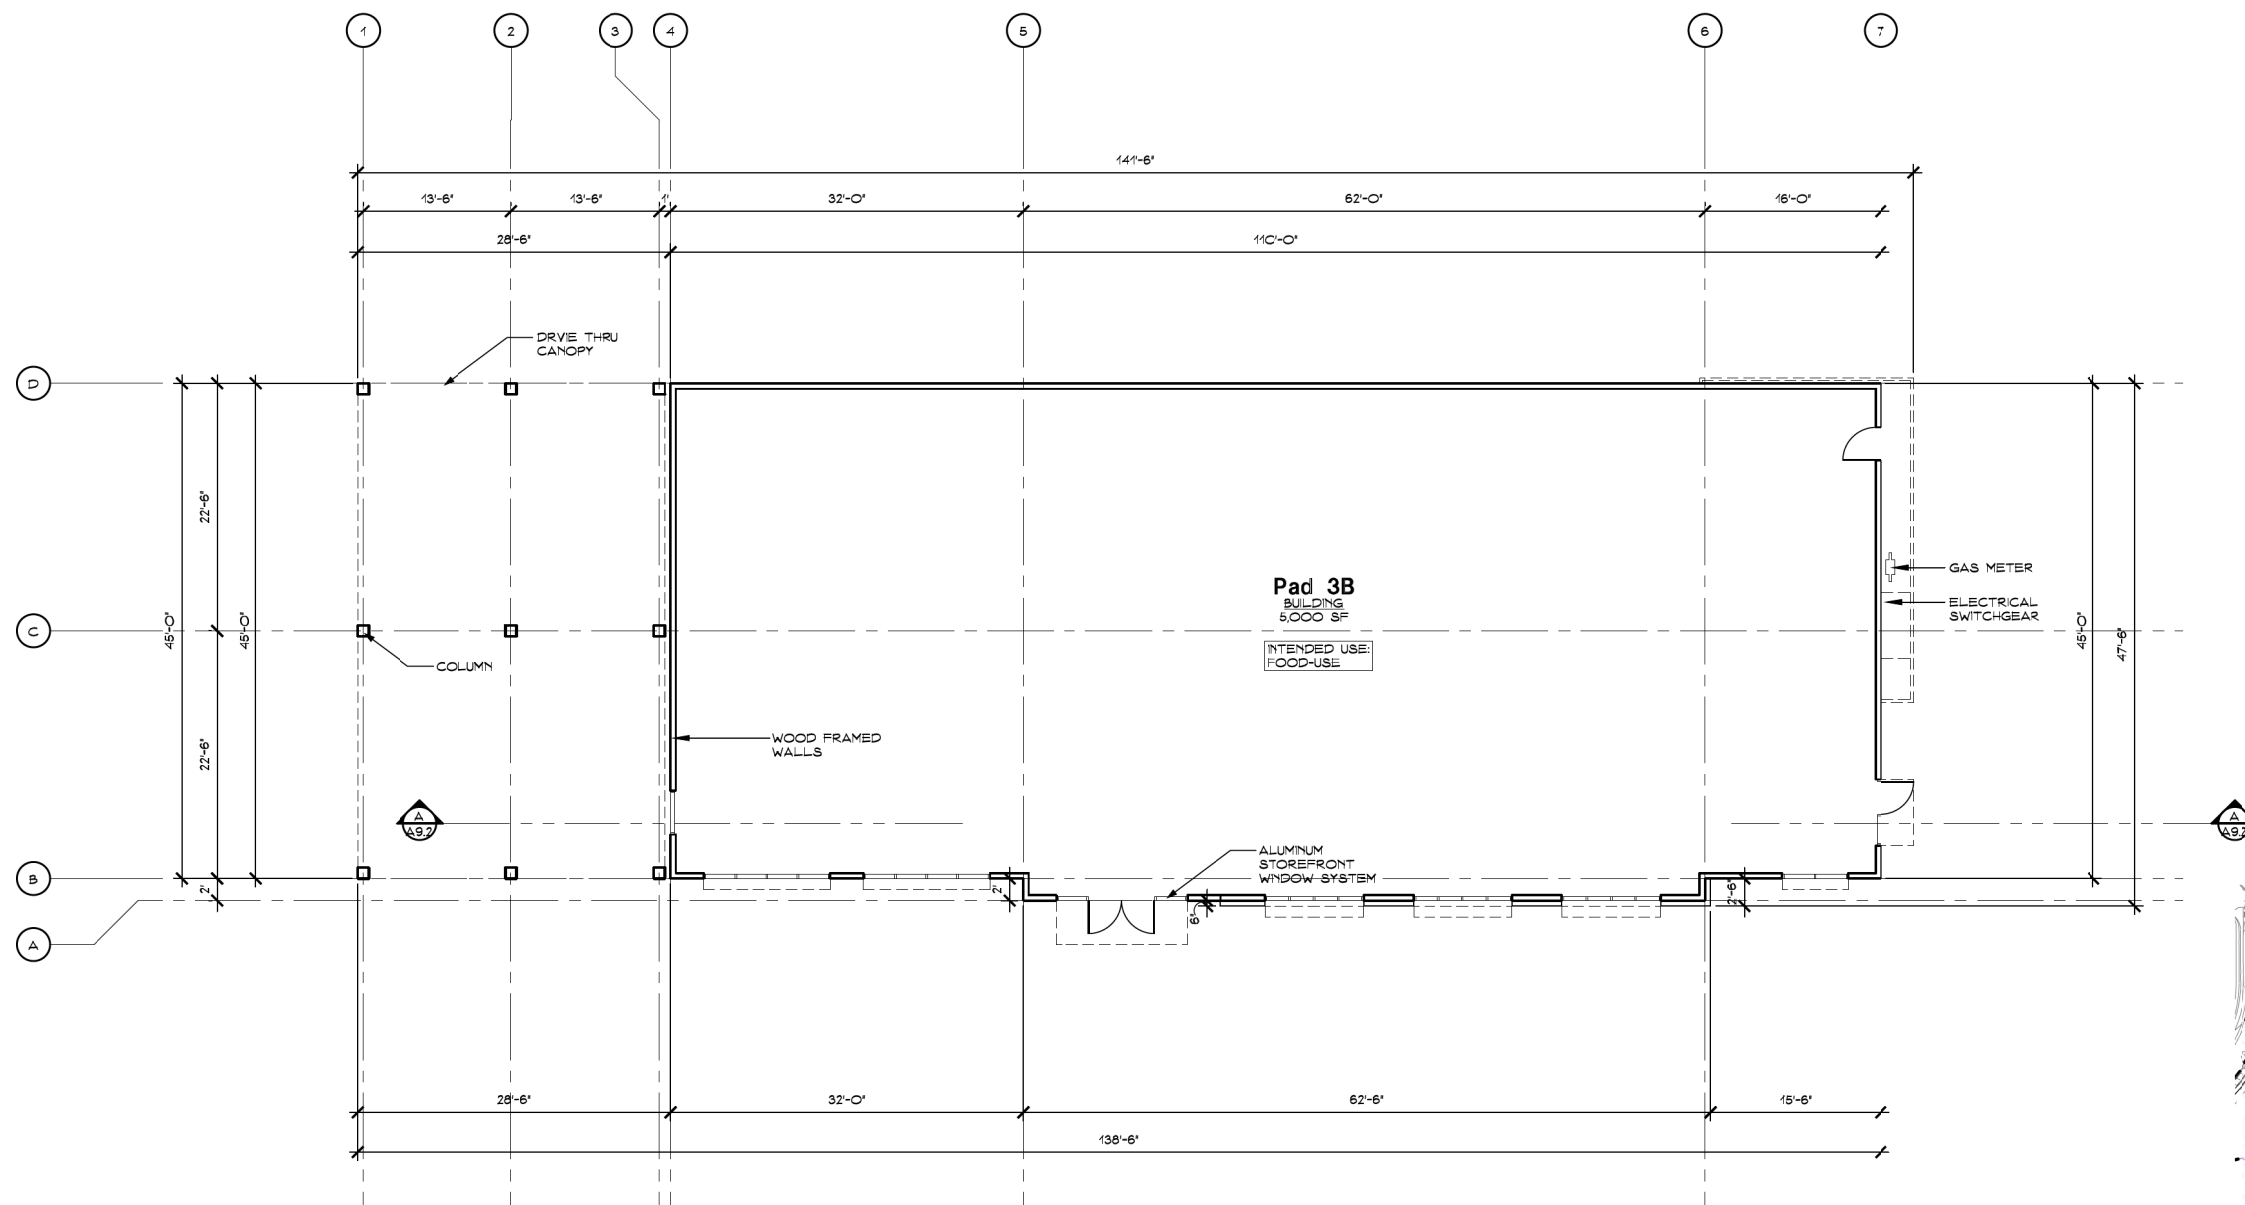 1 2 3 4 5 6 7
141'-6"
13'-6" 13'-6" 1' 32'-0" 62'-0" 16'-0"
28'-6" 110'-0"
DRVIE THRU
CANOPY
D
22'-6"
45'-0"
45'-0"
C
COLUMN
Pad 3B
BUILDING
5,000 SF
INTENDED USE:
FOOD-USE
GAS METER
ELECTRICAL
SWITCHGEAR
45'-0"
47'-6"
22'-6"
WOOD FRAMED
WALLS
A
A9.2
A
A9.2
ALUMINUM
STOREFRONT
WINDOW SYSTEM
B
2'
2'
6"
2'-6"
A
28'-6" 32'-0" 62'-6" 15'-6"
138'-6"